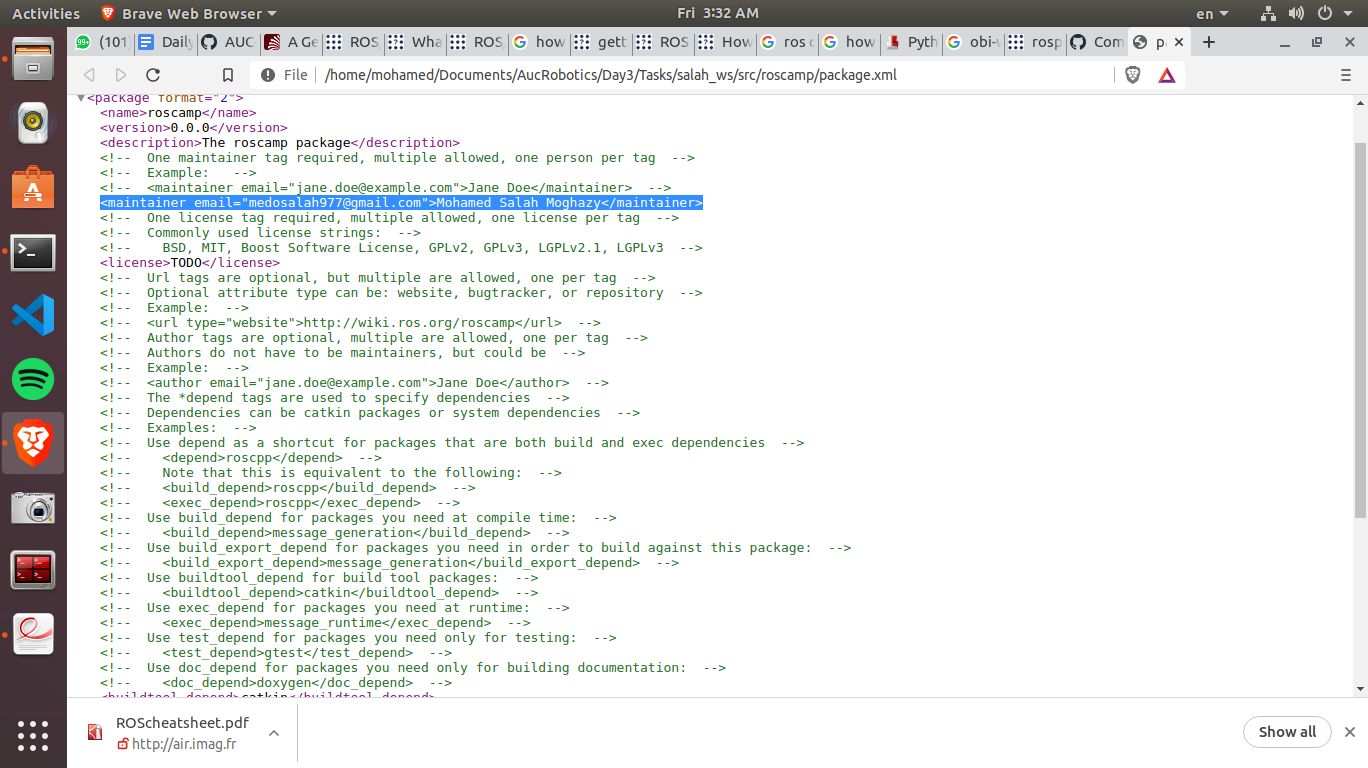 Activities Brave Web Browser Fri 3:32 AM en
99+ (101) Daily AUC A Ge ROS Wha ROS how gett ROS How ros c how Pyth obi-v rosp Com p
File /home/mohamed/Documents/AucRobotics/Day3/Tasks/salah_ws/src/roscamp/package.xml
<package format="2">
<name>roscamp</name>
<version>0.0.0</version>
<description>The roscamp package</description>
<!-- One maintainer tag required, multiple allowed, one person per tag -->
<!-- Example: -->
<!-- <maintainer email="jane.doe@example.com">Jane Doe</maintainer> -->
<maintainer email="medosalah977@gmail.com">Mohamed Salah Moghazy</maintainer>
<!-- One license tag required, multiple allowed, one license per tag -->
<!-- Commonly used license strings: -->
<!-- BSD, MIT, Boost Software License, GPLv2, GPLv3, LGPLv2.1, LGPLv3 -->
<license>TODO</license>
<!-- Url tags are optional, but multiple are allowed, one per tag -->
<!-- Optional attribute type can be: website, bugtracker, or repository -->
<!-- Example: -->
<!-- <url type="website">http://wiki.ros.org/roscamp</url> -->
<!-- Author tags are optional, multiple are allowed, one per tag -->
<!-- Authors do not have to be maintainers, but could be -->
<!-- Example: -->
<!-- <author email="jane.doe@example.com">Jane Doe</author> -->
<!-- The *depend tags are used to specify dependencies -->
<!-- Dependencies can be catkin packages or system dependencies -->
<!-- Examples: -->
<!-- Use depend as a shortcut for packages that are both build and exec dependencies -->
<!-- <depend>roscpp</depend> -->
<!-- Note that this is equivalent to the following: -->
<!-- <build_depend>roscpp</build_depend> -->
<!-- <exec_depend>roscpp</exec_depend> -->
<!-- Use build_depend for packages you need at compile time: -->
<!-- <build_depend>message_generation</build_depend> -->
<!-- Use build_export_depend for packages you need in order to build against this package: -->
<!-- <build_export_depend>message_generation</build_export_depend> -->
<!-- Use buildtool_depend for build tool packages: -->
<!-- <buildtool_depend>catkin</buildtool_depend> -->
<!-- Use exec_depend for packages you need at runtime: -->
<!-- <exec_depend>message_runtime</exec_depend> -->
<!-- Use test_depend for packages you need only for testing: -->
<!-- <test_depend>gtest</test_depend> -->
<!-- Use doc_depend for packages you need only for building documentation: -->
<!-- <doc_depend>doxygen</doc_depend> -->
<buildtool_depend>catkin</buildtool_depend>
ROScheatsheet.pdf
http://air.imag.fr
Show all